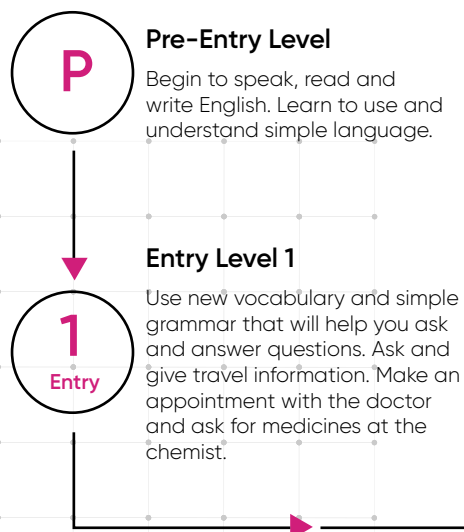 P
Pre-Entry Level
Begin to speak, read and
write English. Learn to use and
understand simple language.
1
Entry
Entry Level 1
Use new vocabulary and simple
grammar that will help you ask
and answer questions. Ask and
give travel information. Make an
appointment with the doctor
and ask for medicines at the
chemist.